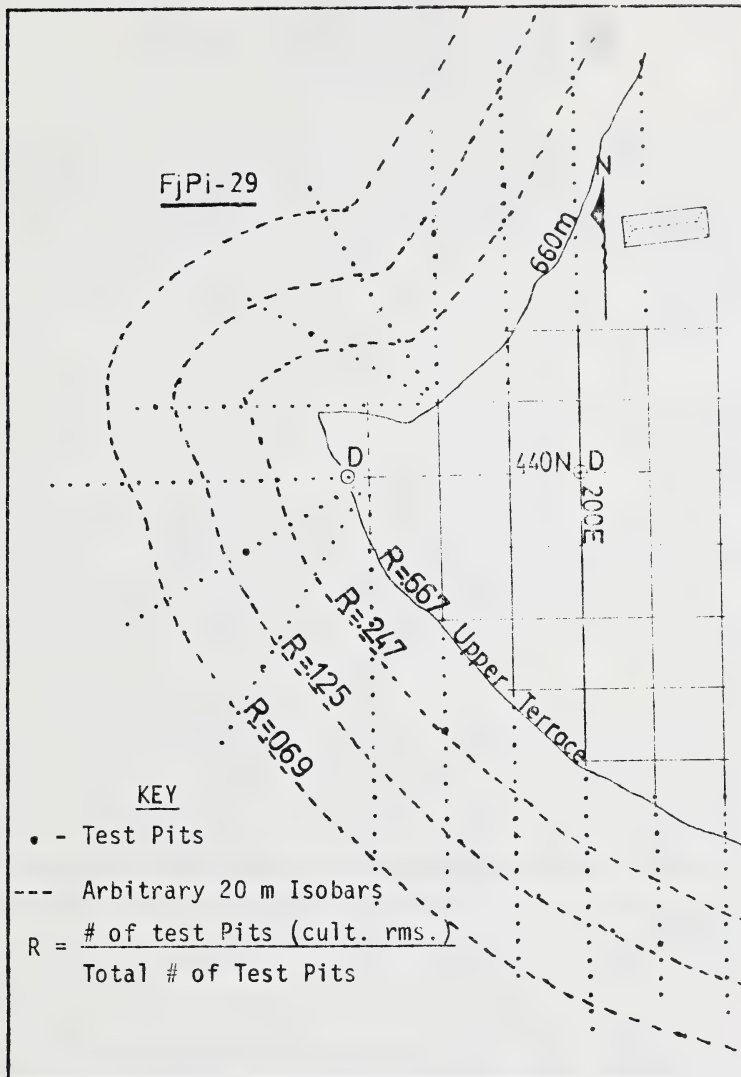 FjPi-29
N
660m
D
440N D
200E
R=.667 Upper Terrace
R=.247
R=.125
R=.069
KEY
• - Test Pits
--- Arbitrary 20 m Isobars
R = # of test Pits (cult. rms.)
Total # of Test Pits